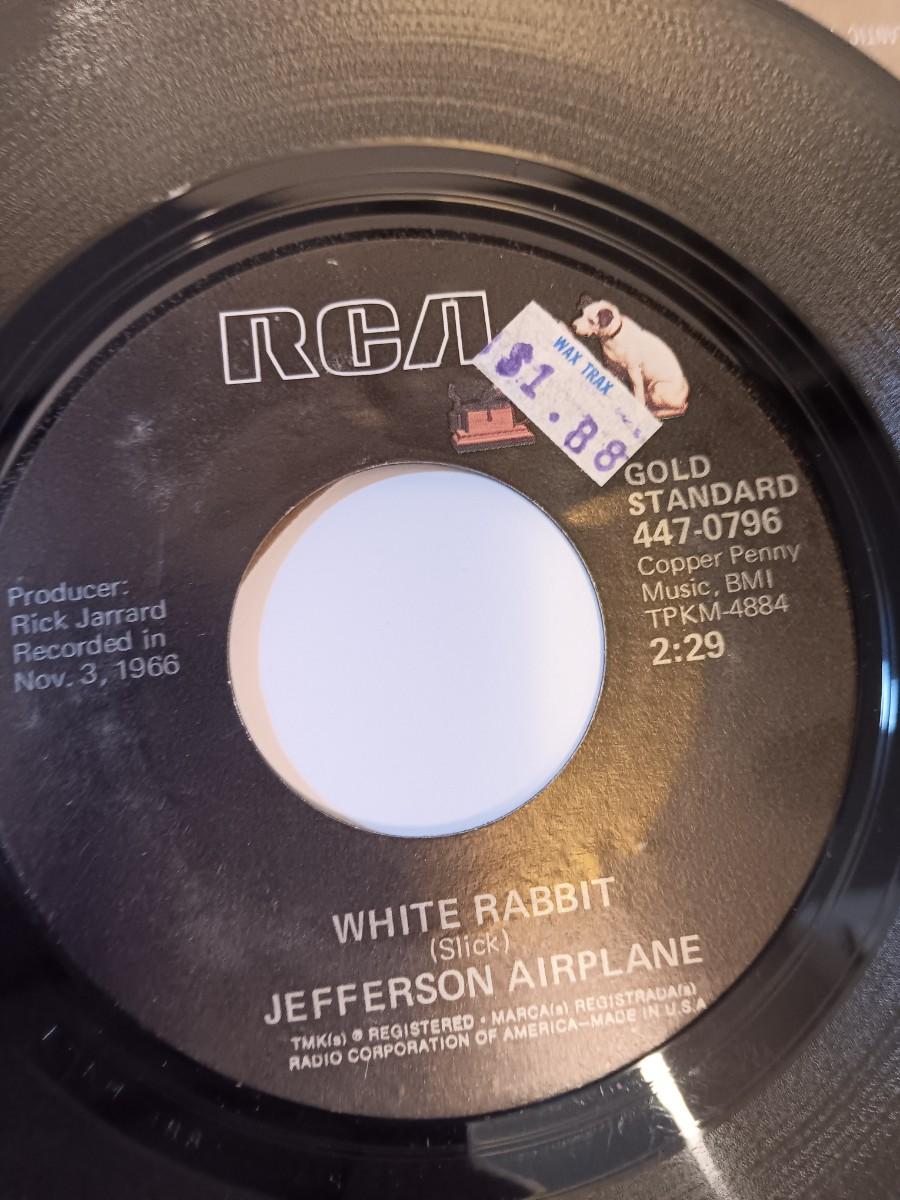 RCA
WAX TRAX
$1.88
GOLD
STANDARD
447-0796
Copper Penny
Music, BMI
TPKM-4884
2:29
Producer:
Rick Jarrard
Recorded in
Nov. 3, 1966
WHITE RABBIT
(Slick)
JEFFERSON AIRPLANE
TMK(s) ® REGISTERED • MARCA(s) REGISTRADA(s)
RADIO CORPORATION OF AMERICA—MADE IN U.S.A